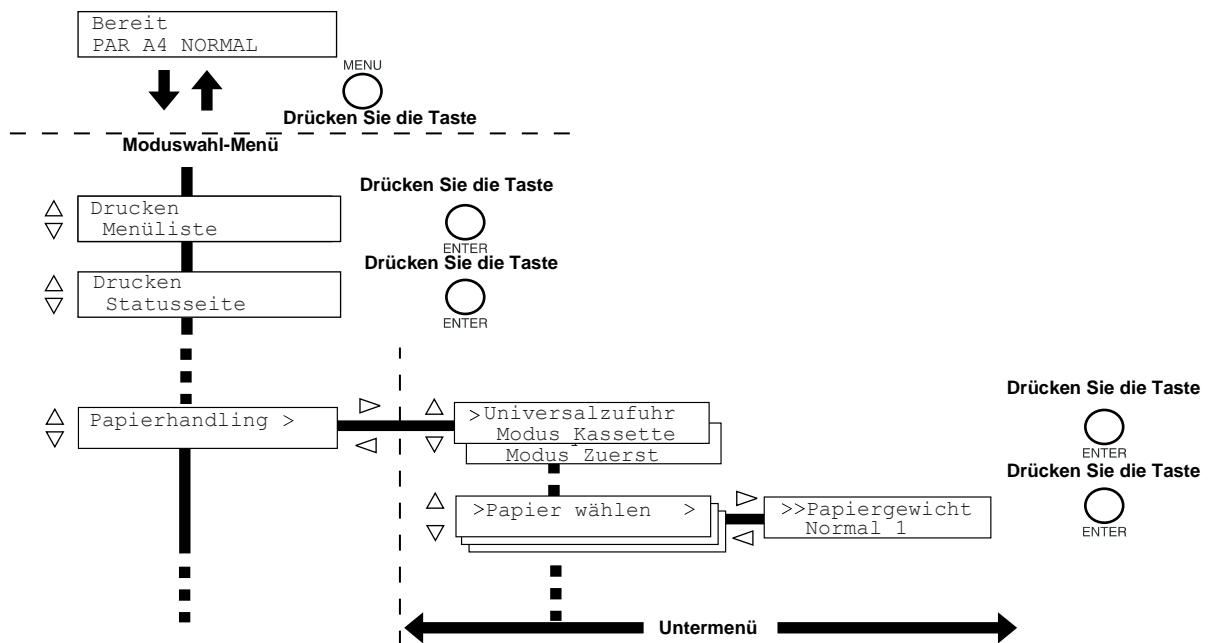 Bereit
PAR A4 NORMAL
MENU
Drücken Sie die Taste
Moduswahl-Menü
Drücken Sie die Taste
Drucken
Menüliste
ENTER
Drücken Sie die Taste
Drucken
Statusseite
ENTER
Drücken Sie die Taste
Papierhandling >
>Universalzufuhr
Modus Kassette
Modus Zuerst
ENTER
Drücken Sie die Taste
>Papier wählen >
>>Papiergewicht
Normal 1
ENTER
Untermenü